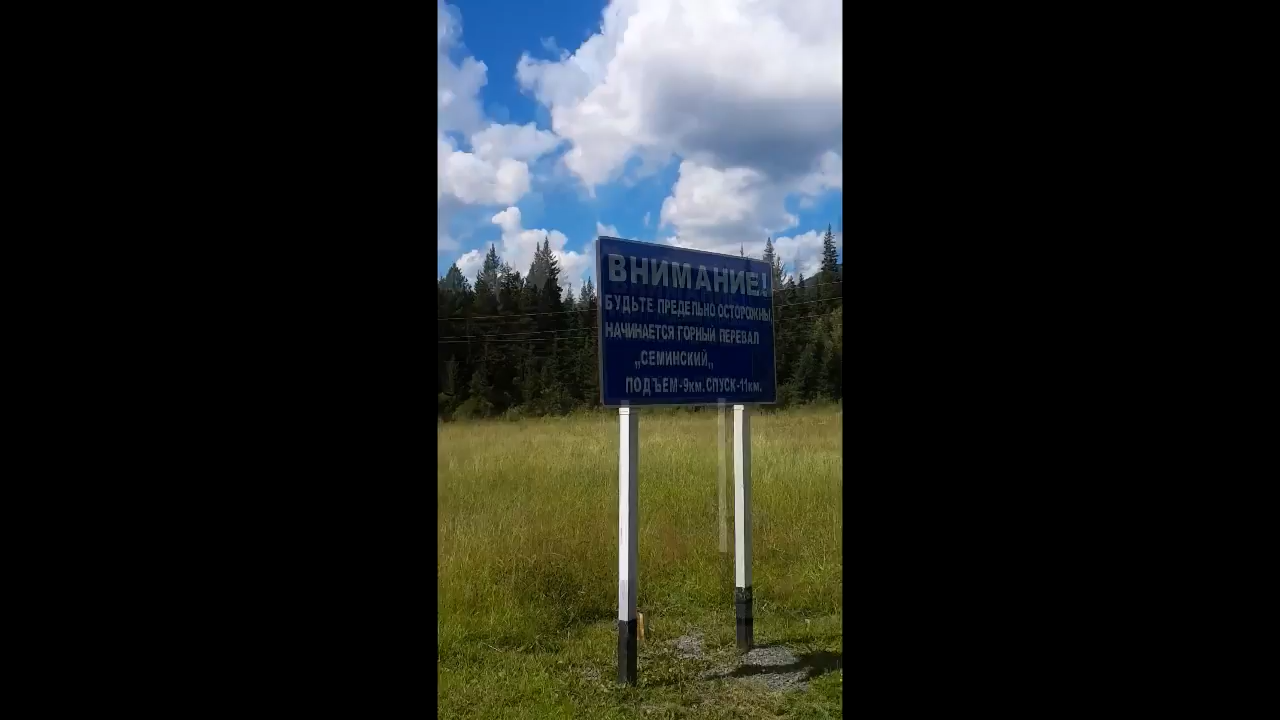 ВНИМАНИЕ!
БУДЬТЕ ПРЕДЕЛЬНО ОСТОРОЖНЫ
НАЧИНАЕТСЯ ГОРНЫЙ ПЕРЕВАЛ
„СЕМИНСКИЙ„
ПОДЪЕМ-9км. СПУСК-11км.